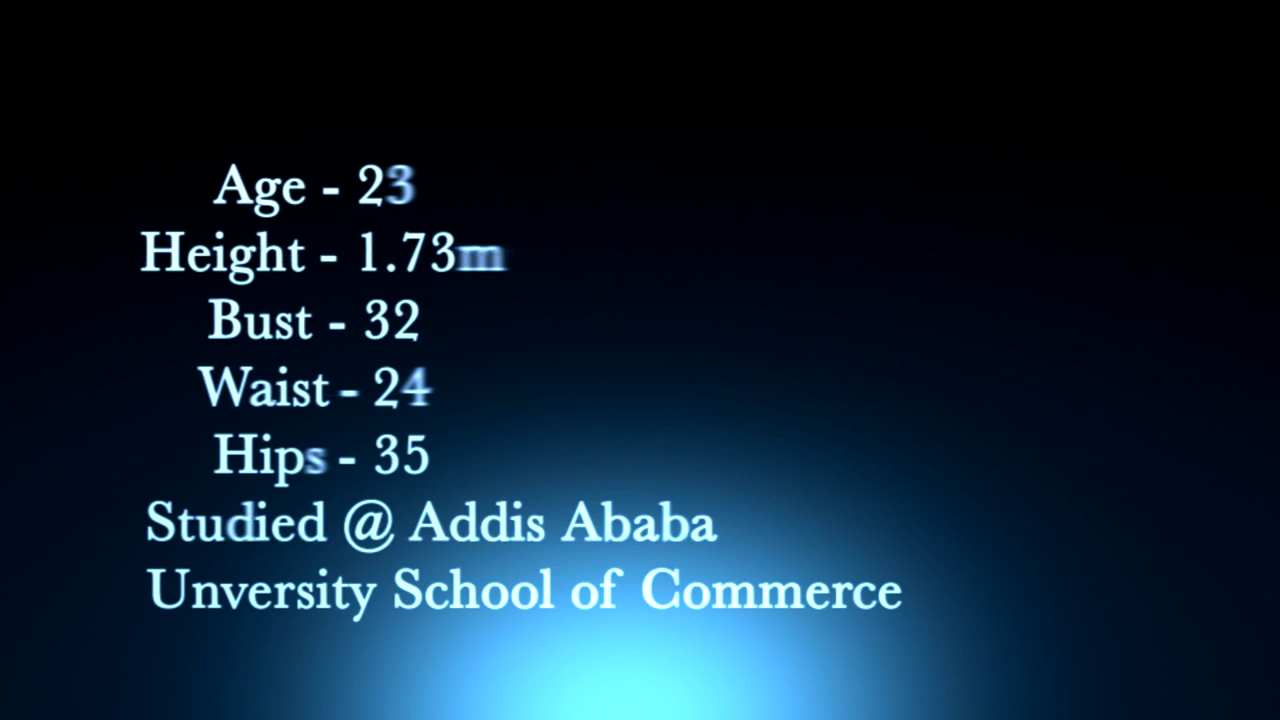 Age - 23
Height - 1.73m
Bust - 32
Waist - 24
Hips - 35
Studied @ Addis Ababa
Unversity School of Commerce